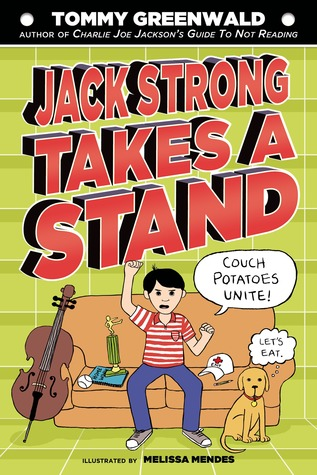 TOMMY GREENWALD
AUTHOR OF CHARLIE JOE JACKSON'S GUIDE TO NOT READING
JACK STRONG
TAKES A
STAND
COUCH
POTATOES
UNITE!
LET'S
EAT.
ILLUSTRATED BY MELISSA MENDES